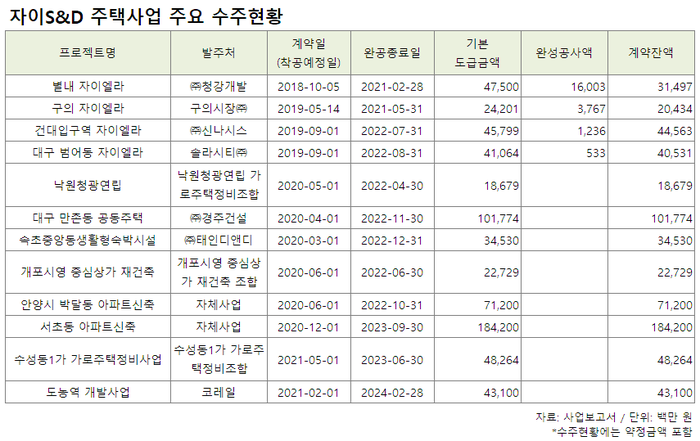 자이S&D 주택사업 주요 수주현황
프로젝트명 발주처 계약일 (착공예정일) 완공종료일 기본 도급금액 완성공사액 계약잔액
별내 자이엘라 ㈜청강개발 2018-10-05 2021-02-28 47,500 16,003 31,497
구의 자이엘라 구의시장㈜ 2019-05-14 2021-05-31 24,201 3,767 20,434
건대입구역 자이엘라 ㈜신나시스 2019-09-01 2022-07-31 45,799 1,236 44,563
대구 범어동 자이엘라 솔라시티㈜ 2019-09-01 2022-08-31 41,064 533 40,531
낙원청광연립 낙원청광연립 가로주택정비조합 2020-05-01 2022-04-30 18,679 18,679
대구 만촌동 공동주택 ㈜경주건설 2020-04-01 2022-11-30 101,774 101,774
속초중앙동생활형숙박시설 ㈜태인디앤디 2020-03-01 2022-12-31 34,530 34,530
개포시영 중심상가 재건축 개포시영 중심상가 재건축 조합 2020-06-01 2022-06-30 22,729 22,729
안양시 박달동 아파트신축 자체사업 2020-06-01 2022-10-31 71,200 71,200
서초동 아파트신축 자체사업 2020-12-01 2023-09-30 184,200 184,200
수성동1가 가로주택정비사업 수성동1가 가로주택정비조합 2021-05-01 2023-06-30 48,264 48,264
도농역 개발사업 코레일 2021-02-01 2024-02-28 43,100 43,100
자료: 사업보고서 / 단위: 백만 원
*수주현황에는 약정금액 포함